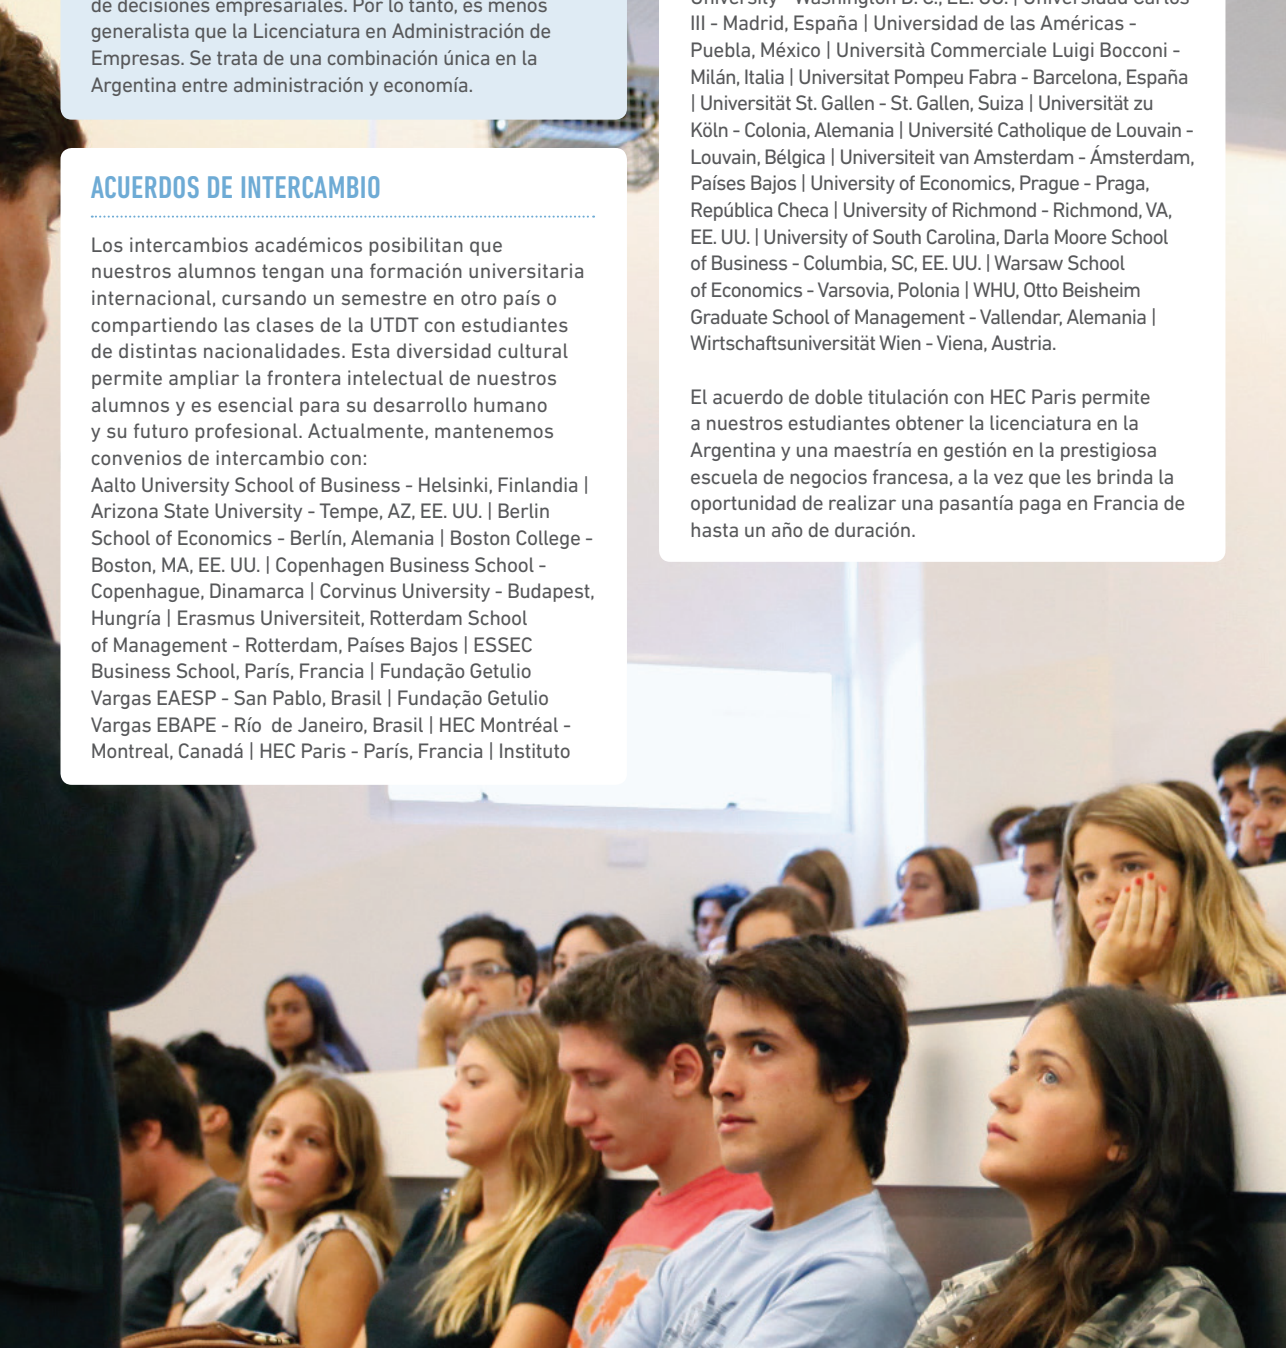 de decisiones empresariales. Por lo tanto, es menos
generalista que la Licenciatura en Administración de
Empresas. Se trata de una combinación única en la
Argentina entre administración y economía.
ACUERDOS DE INTERCAMBIO
Los intercambios académicos posibilitan que
nuestros alumnos tengan una formación universitaria
internacional, cursando un semestre en otro país o
compartiendo las clases de la UTDT con estudiantes
de distintas nacionalidades. Esta diversidad cultural
permite ampliar la frontera intelectual de nuestros
alumnos y es esencial para su desarrollo humano
y su futuro profesional. Actualmente, mantenemos
convenios de intercambio con:
Aalto University School of Business - Helsinki, Finlandia |
Arizona State University - Tempe, AZ, EE. UU. | Berlin
School of Economics - Berlín, Alemania | Boston College -
Boston, MA, EE. UU. | Copenhagen Business School -
Copenhague, Dinamarca | Corvinus University - Budapest,
Hungría | Erasmus Universiteit, Rotterdam School
of Management - Rotterdam, Países Bajos | ESSEC
Business School, París, Francia | Fundação Getulio
Vargas EAESP - San Pablo, Brasil | Fundação Getulio
Vargas EBAPE - Río  de Janeiro, Brasil | HEC Montréal -
Montreal, Canadá | HEC Paris - París, Francia | Instituto
University - Washington D. C., EE. UU. | Universidad Carlos
III - Madrid, España | Universidad de las Américas -
Puebla, México | Università Commerciale Luigi Bocconi -
Milán, Italia | Universitat Pompeu Fabra - Barcelona, España
| Universität St. Gallen - St. Gallen, Suiza | Universität zu
Köln - Colonia, Alemania | Université Catholique de Louvain -
Louvain, Bélgica | Universiteit van Amsterdam - Ámsterdam,
Países Bajos | University of Economics, Prague - Praga,
República Checa | University of Richmond - Richmond, VA,
EE. UU. | University of South Carolina, Darla Moore School
of Business - Columbia, SC, EE. UU. | Warsaw School
of Economics - Varsovia, Polonia | WHU, Otto Beisheim
Graduate School of Management - Vallendar, Alemania |
Wirtschaftsuniversität Wien - Viena, Austria.
El acuerdo de doble titulación con HEC Paris permite
a nuestros estudiantes obtener la licenciatura en la
Argentina y una maestría en gestión en la prestigiosa
escuela de negocios francesa, a la vez que les brinda la
oportunidad de realizar una pasantía paga en Francia de
hasta un año de duración.